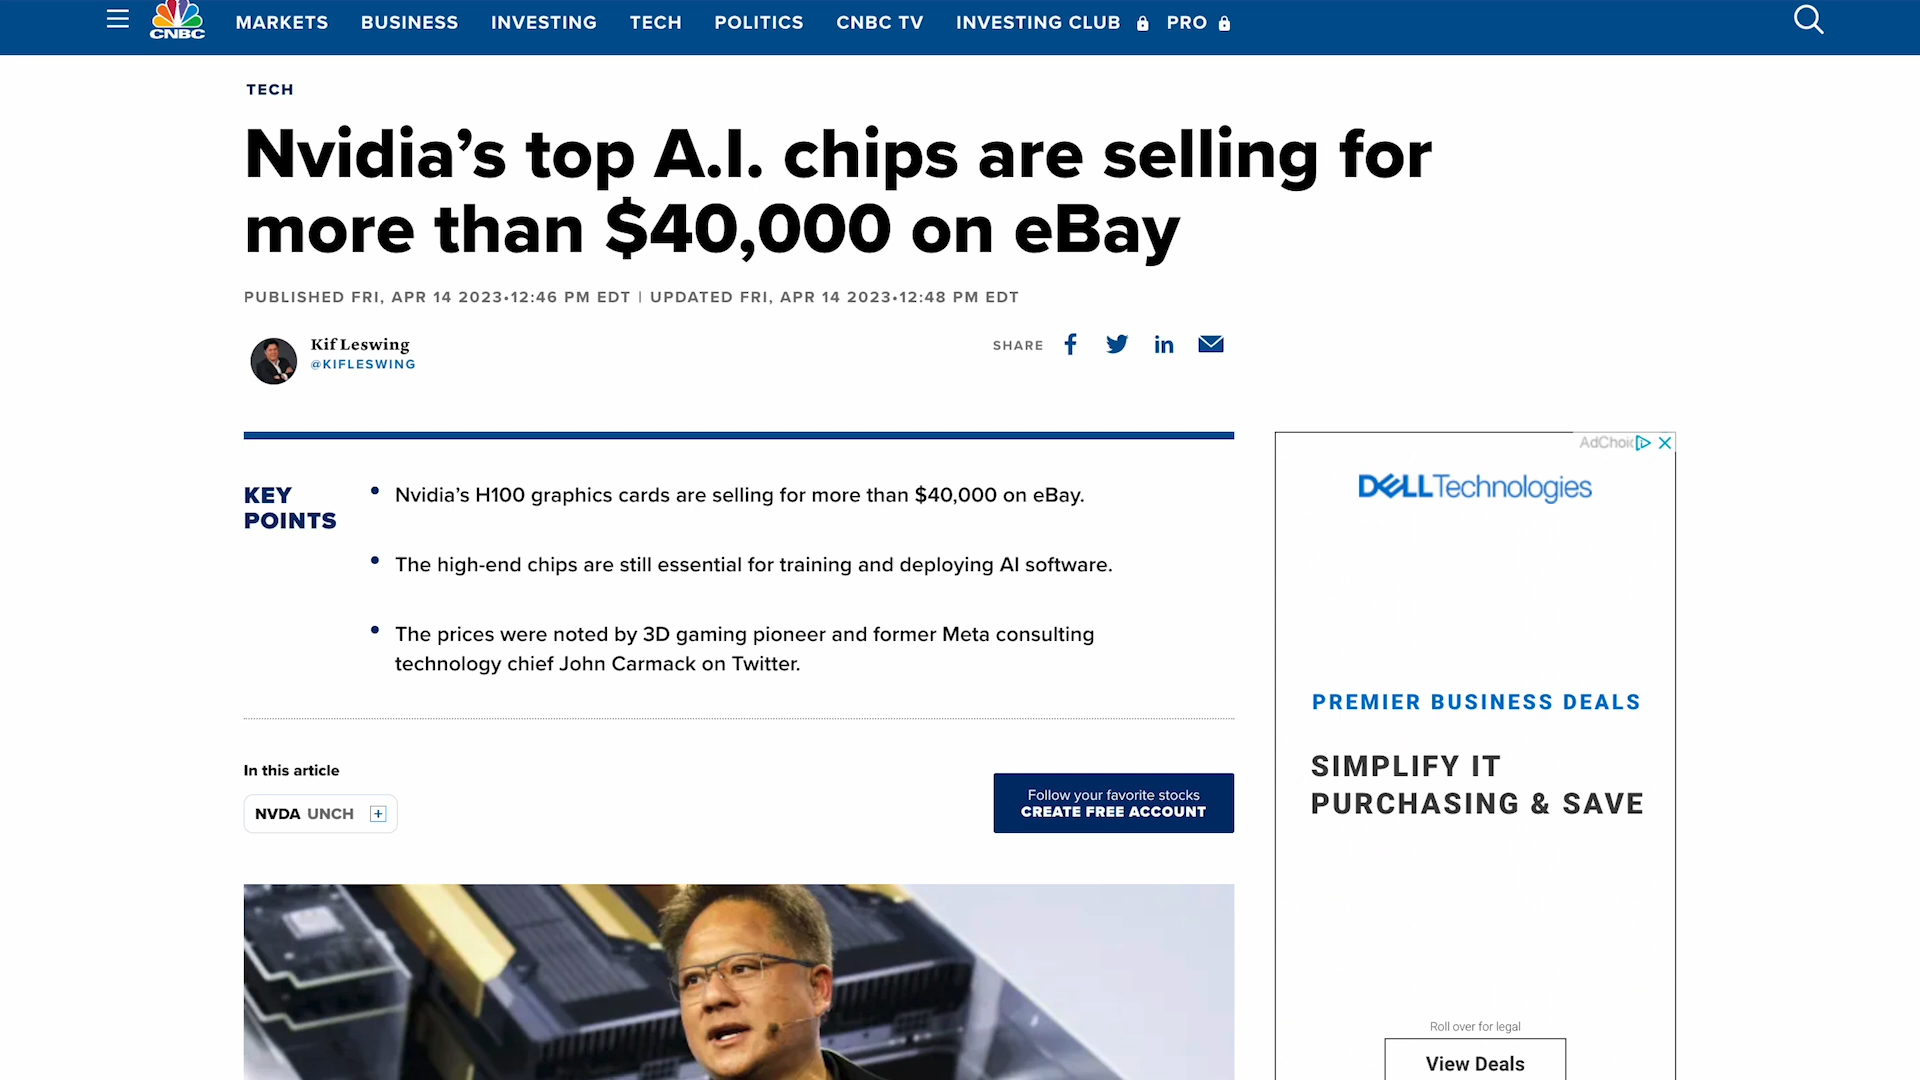 CNBC
MARKETS BUSINESS INVESTING TECH POLITICS CNBC TV INVESTING CLUB PRO
TECH
Nvidia’s top A.I. chips are selling for
more than $40,000 on eBay
PUBLISHED FRI, APR 14 2023•12:46 PM EDT | UPDATED FRI, APR 14 2023•12:48 PM EDT
Kif Leswing
@KIFLESWING
SHARE
KEY
POINTS
• Nvidia’s H100 graphics cards are selling for more than $40,000 on eBay.
• The high-end chips are still essential for training and deploying AI software.
• The prices were noted by 3D gaming pioneer and former Meta consulting
technology chief John Carmack on Twitter.
In this article
NVDA UNCH +
Follow your favorite stocks
CREATE FREE ACCOUNT
AdChoic
DELLTechnologies
PREMIER BUSINESS DEALS
SIMPLIFY IT
PURCHASING & SAVE
Roll over for legal
View Deals